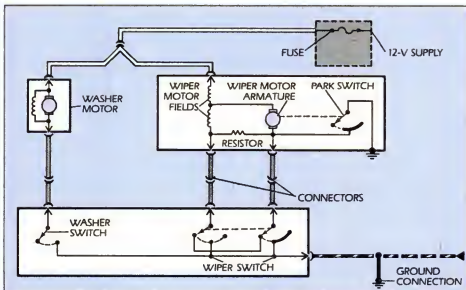 FUSE
12-V SUPPLY
WASHER
MOTOR
WIPER
MOTOR
FIELDS
WIPER MOTOR
ARMATURE
PARK SWITCH
RESISTOR
CONNECTORS
WASHER
SWITCH
WIPER SWITCH
GROUND
CONNECTION